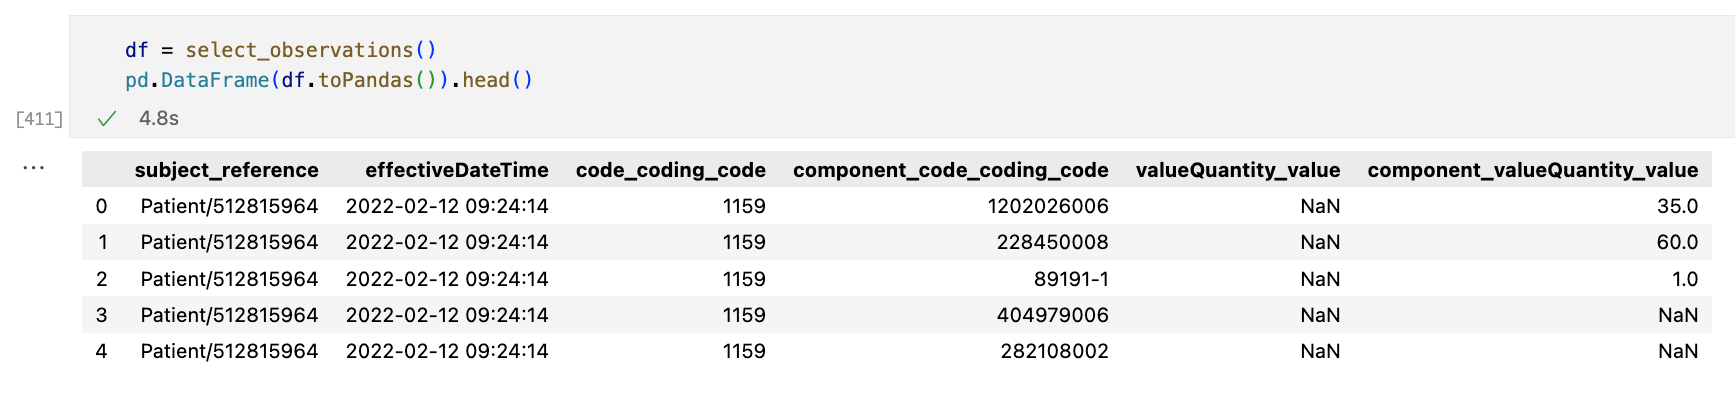 df = select_observations()
pd.DataFrame(df.toPandas()).head()
[411] ✓ 4.8s
... subject_reference effectiveDateTime code_coding_code component_code_coding_code valueQuantity_value component_valueQuantity_value
0 Patient/512815964 2022-02-12 09:24:14 1159 1202026006 NaN 35.0
1 Patient/512815964 2022-02-12 09:24:14 1159 228450008 NaN 60.0
2 Patient/512815964 2022-02-12 09:24:14 1159 89191-1 NaN 1.0
3 Patient/512815964 2022-02-12 09:24:14 1159 404979006 NaN NaN
4 Patient/512815964 2022-02-12 09:24:14 1159 282108002 NaN NaN